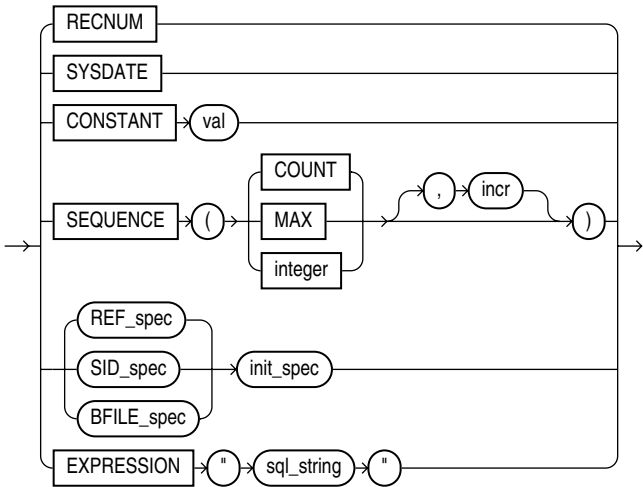 RECNUM
SYSDATE
CONSTANT val
COUNT
SEQUENCE ( MAX , incr )
integer
REF_spec
SID_spec init_spec
BFILE_spec
EXPRESSION " sql_string "